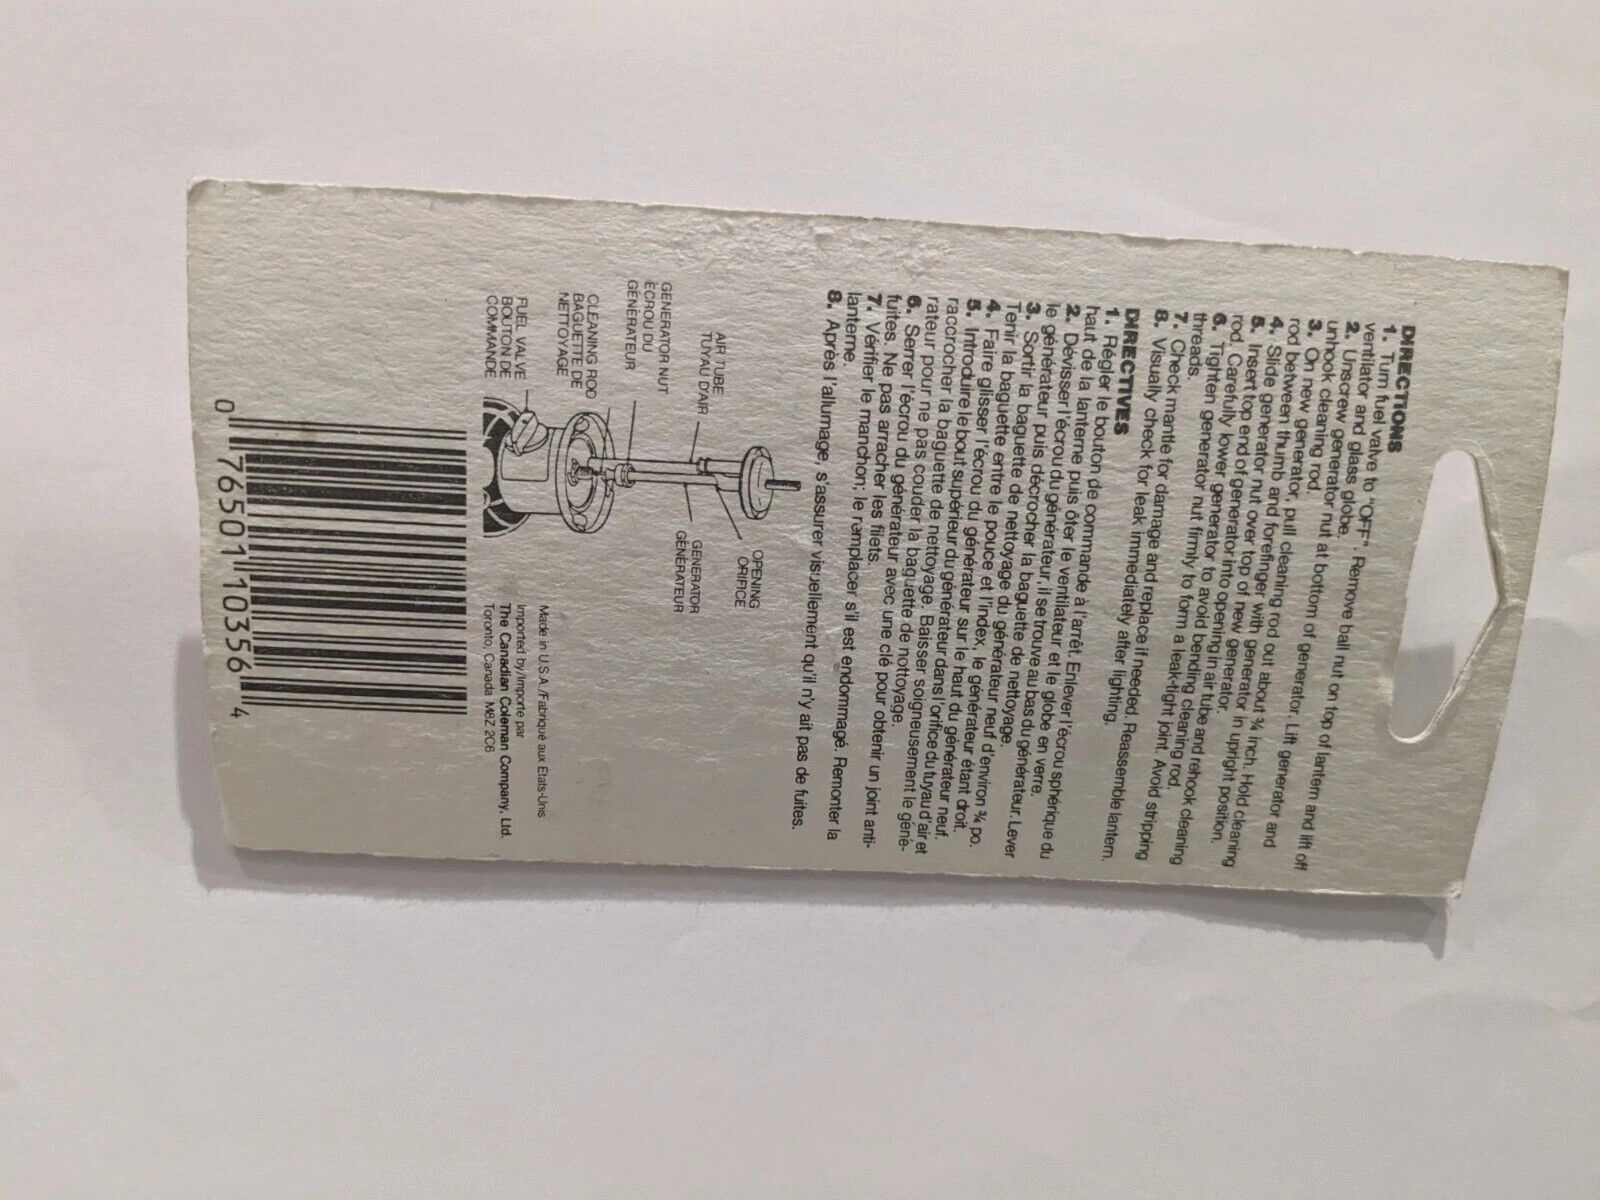 DIRECTIONS
1. Turn fuel valve to "OFF". Remove ball nut on top of lantern and lift off
ventilator and glass globe.
2. Unscrew generator nut at bottom of generator. Lift generator and
unhook cleaning rod.
3. On new generator, pull cleaning rod out about ¾ inch. Hold cleaning
rod between thumb and forefinger with generator in upright position.
4. Slide generator nut over top of new generator.
5. Insert top end of generator into opening in air tube and rehook cleaning
rod. Carefully lower generator to avoid bending cleaning rod.
6. Tighten generator nut firmly to form a leak-tight joint. Avoid stripping
threads.
7. Check mantle for damage and replace if needed. Reassemble lantern.
8. Visually check for leak immediately after lighting.
DIRECTIVES
1. Régler le bouton de commande à l'arrêt. Enlever l'écrou sphérique du
haut de la lanterne puis ôter le ventilateur et le globe en verre.
2. Dévisser l'écrou du générateur, il se trouve au bas du générateur. Lever
le générateur puis décrocher la baguette de nettoyage.
3. Sortir la baguette de nettoyage du générateur neuf d'environ ¾ po.
Tenir la baguette entre le pouce et l'index, le générateur étant droit.
4. Faire glisser l'écrou du générateur sur le haut du générateur neuf.
5. Introduire le bout supérieur du générateur dans l'orifice du tuyau d'air et
raccrocher la baguette de nettoyage. Baisser soigneusement le géné-
rateur pour ne pas couder la baguette de nettoyage.
6. Serrer l'écrou du générateur avec une clé pour obtenir un joint anti-
fuites. Ne pas arracher les filets.
7. Vérifier le manchon; le remplacer s'il est endommagé. Remonter la
lanterne.
8. Après l'allumage, s'assurer visuellement qu'il n'y ait pas de fuites.
OPENING
ORIFICE
AIR TUBE
TUYAU D'AIR
GENERATOR
GÉNÉRATEUR
GENERATOR NUT
ÉCROU DU
GÉNÉRATEUR
CLEANING ROD
BAGUETTE DE
NETTOYAGE
FUEL VALVE
BOUTON DE
COMMANDE
Made in U.S.A./Fabriqué aux États-Unis
Imported by/Importe par
The Canadian Coleman Company, Ltd.
Toronto, Canada M8Z 2C6
0 76501 10356 4